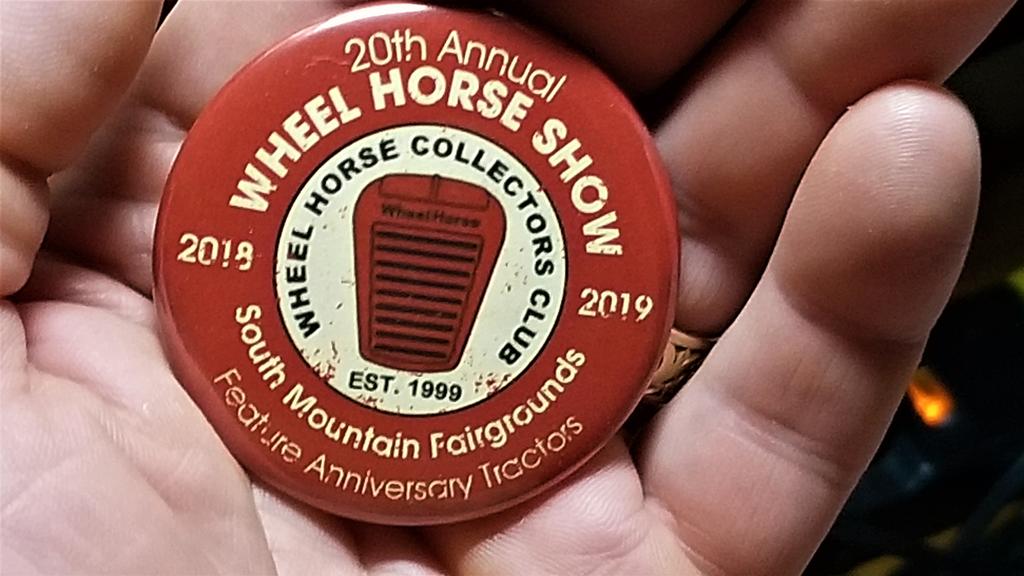 20th Annual
WHEEL HORSE SHOW
WHEEL HORSE COLLECTORS CLUB
Wheel Horse
2018
2019
EST. 1999
South Mountain Fairgrounds
Feature Anniversary Tractors